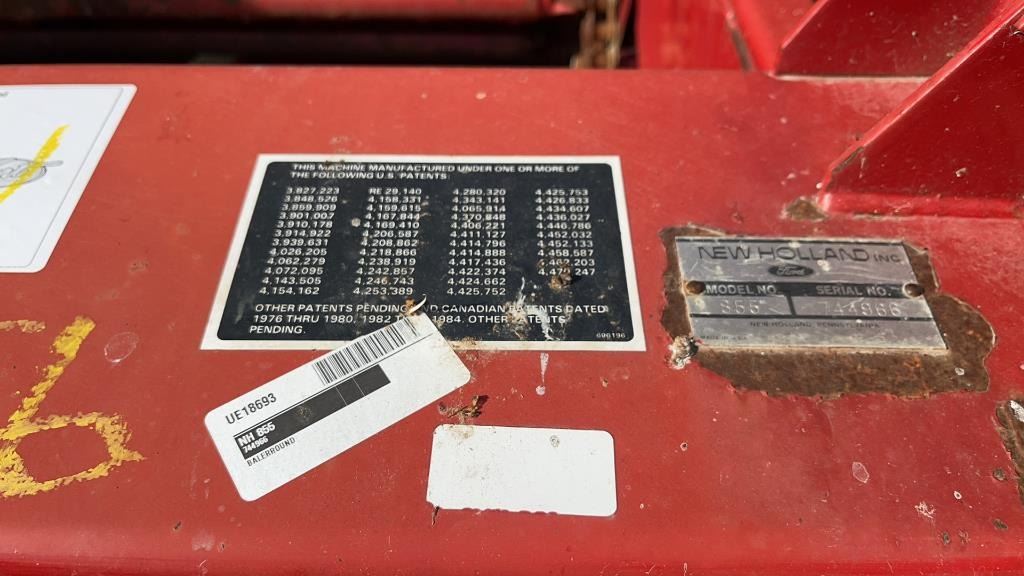 THIS MACHINE MANUFACTURED UNDER ONE OR MORE OF
THE FOLLOWING U.S. PATENTS:
3,827,223 RE 29,140 4,280,320 4,425,753
3,848,526 4,158,331 4,343,141 4,426,833
3,859,909 4,159,614 4,065,914 4,434,607
3,901,007 4,167,844 4,370,848 4,436,027
3,910,178 4,169,410 4,406,221 4,446,786
3,914,922 4,206,587 4,411,127 4,452,032
3,939,631 4,208,862 4,414,796 4,452,133
4,026,205 4,218,866 4,414,888 4,458,587
4,062,279 4,238,919 4,417,436
4,072,095 4,242,857 4,422,374
4,143,505 4,246,743 4,424,662
4,154,162 4,253,389 4,425,752
OTHER PATENTS PENDING AND CANADIAN PATENTS DATED
1976 THRU 1980, 1982 1984. OTHER PATENTS
PENDING.
696196
NEW HOLLAND INC.
Ford
MODEL NO. SERIAL NO.
855 744966
NEW HOLLAND, PENNSYLVANIA
UE18693
NH 855
744966
BALERROUND
6